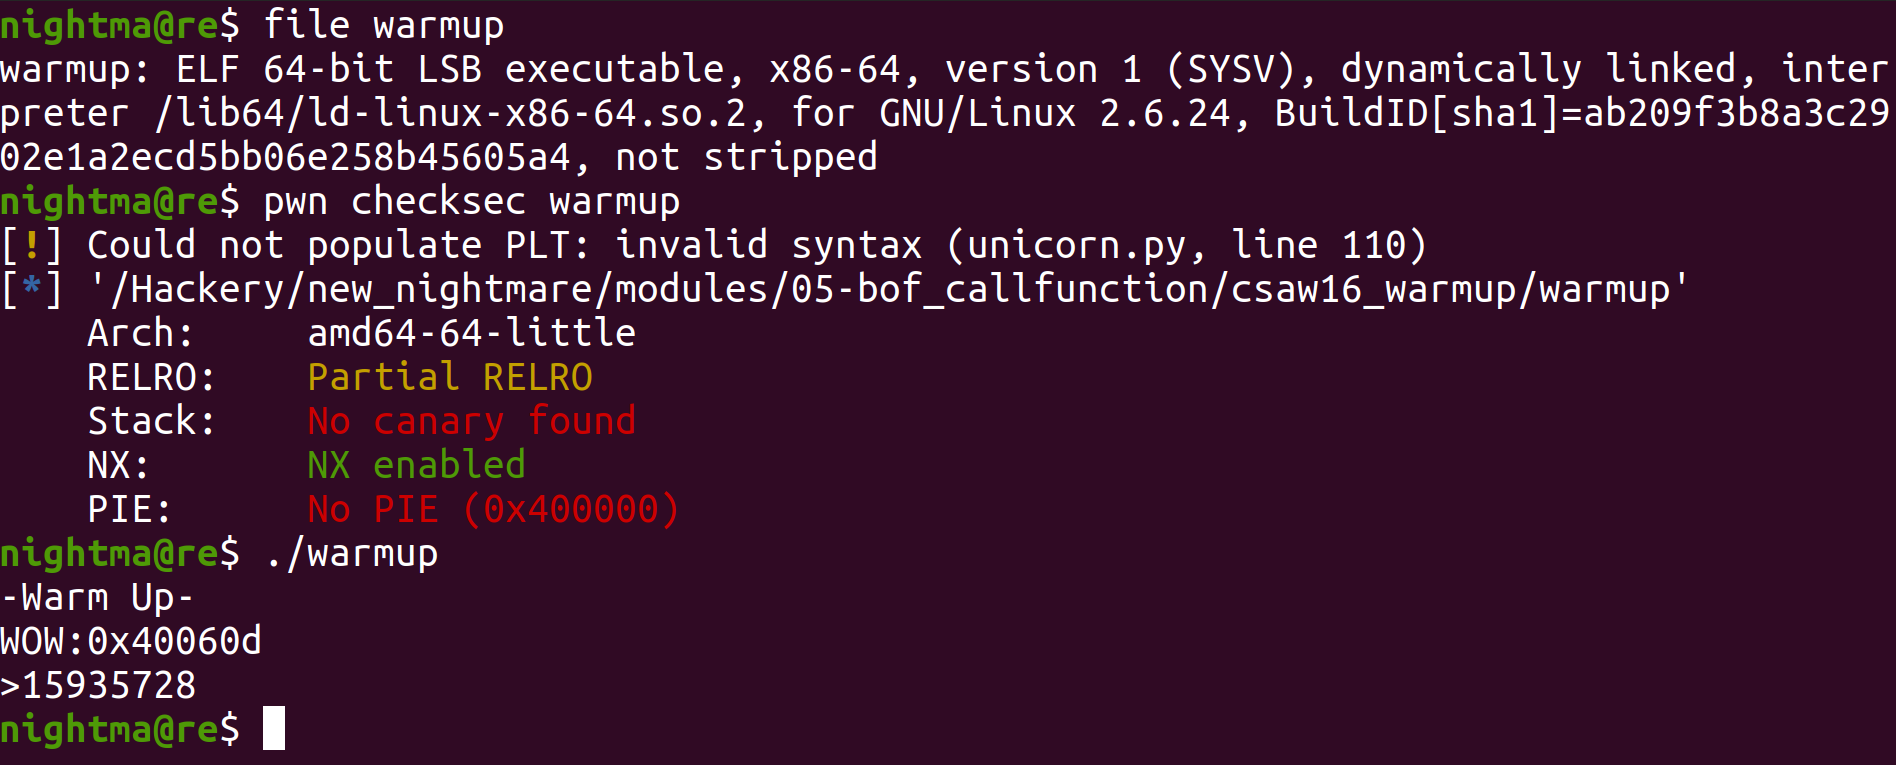 nightma@re$ file warmup
warmup: ELF 64-bit LSB executable, x86-64, version 1 (SYSV), dynamically linked, inter
preter /lib64/ld-linux-x86-64.so.2, for GNU/Linux 2.6.24, BuildID[sha1]=ab209f3b8a3c29
02e1a2ecd5bb06e258b45605a4, not stripped
nightma@re$ pwn checksec warmup
[!] Could not populate PLT: invalid syntax (unicorn.py, line 110)
[*] '/Hackery/new_nightmare/modules/05-bof_callfunction/csaw16_warmup/warmup'
    Arch:     amd64-64-little
    RELRO:    Partial RELRO
    Stack:    No canary found
    NX:       NX enabled
    PIE:      No PIE (0x400000)
nightma@re$ ./warmup
-Warm Up-
WOW:0x40060d
>15935728
nightma@re$